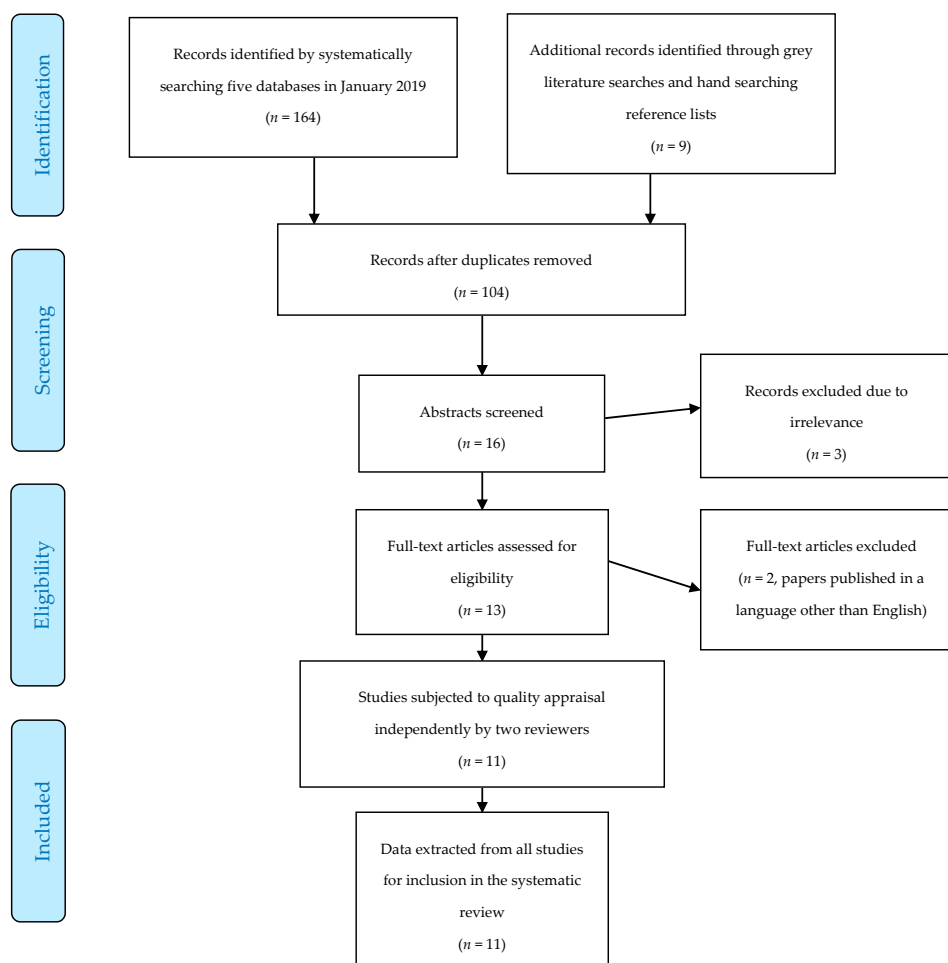 Identification
Records identified by systematically
searching five databases in January 2019
(n = 164)
Additional records identified through grey
literature searches and hand searching
reference lists
(n = 9)
Records after duplicates removed
(n = 104)
Screening
Abstracts screened
(n = 16)
Records excluded due to
irrelevance
(n = 3)
Eligibility
Full-text articles assessed for
eligibility
(n = 13)
Full-text articles excluded
(n = 2, papers published in a
language other than English)
Studies subjected to quality appraisal
independently by two reviewers
(n = 11)
Included
Data extracted from all studies
for inclusion in the systematic
review
(n = 11)